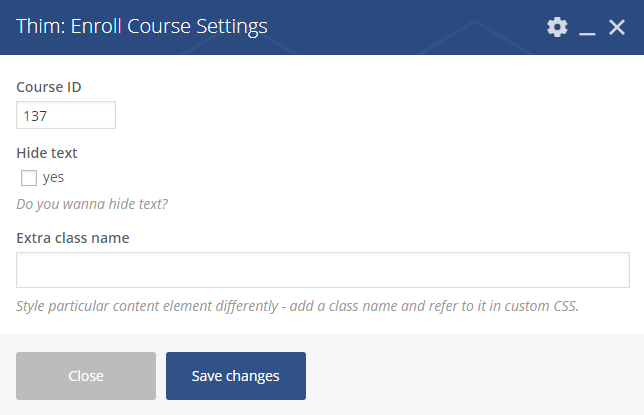 Thim: Enroll Course Settings
Course ID
137
Hide text
yes
Do you wanna hide text?
Extra class name
Style particular content element differently - add a class name and refer to it in custom CSS.
Close
Save changes